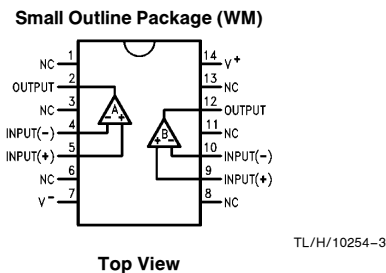 Small Outline Package (WM)
NC 1
OUTPUT 2
NC 3
INPUT(−) 4
INPUT(+) 5
NC 6
V− 7
14 V+
13 NC
12 OUTPUT
11 NC
10 INPUT(−)
9 INPUT(+)
8 NC
A
− +
B
+ −
TL/H/10254–3
Top View